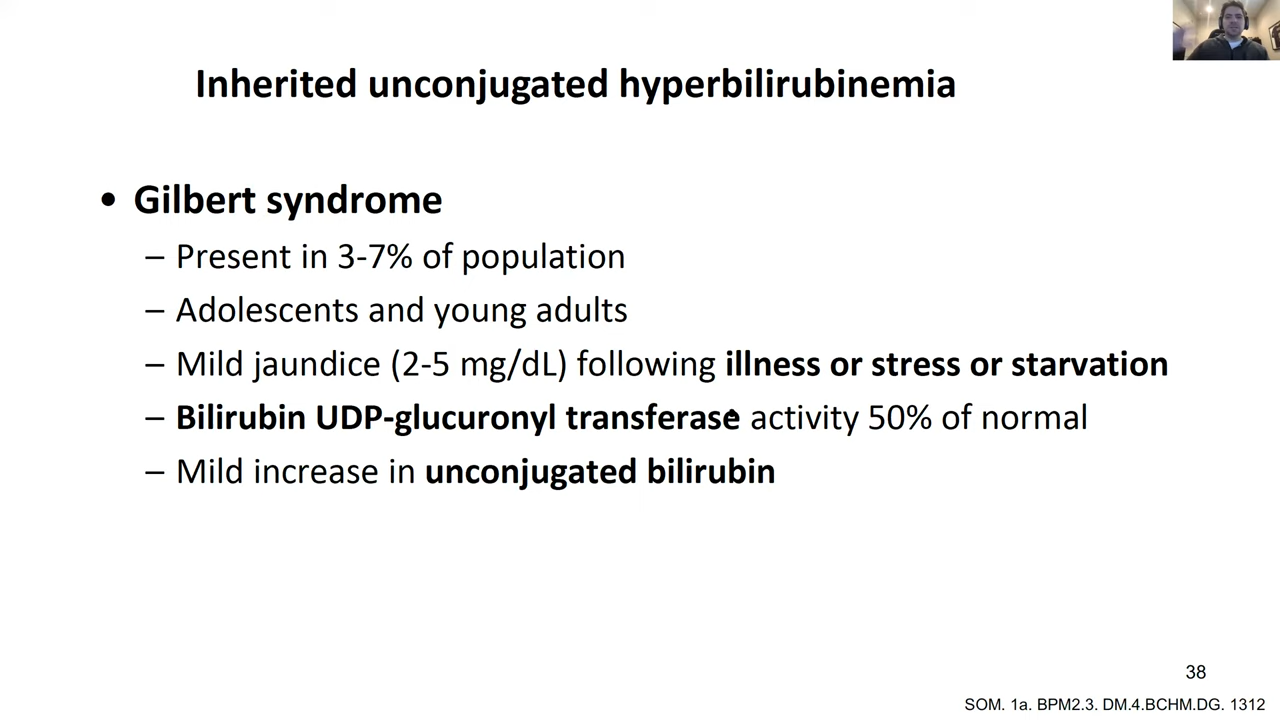 Inherited unconjugated hyperbilirubinemia
• Gilbert syndrome
– Present in 3-7% of population
– Adolescents and young adults
– Mild jaundice (2-5 mg/dL) following illness or stress or starvation
– Bilirubin UDP-glucuronyl transferase activity 50% of normal
– Mild increase in unconjugated bilirubin
38
SOM. 1a. BPM2.3. DM.4.BCHM.DG. 1312